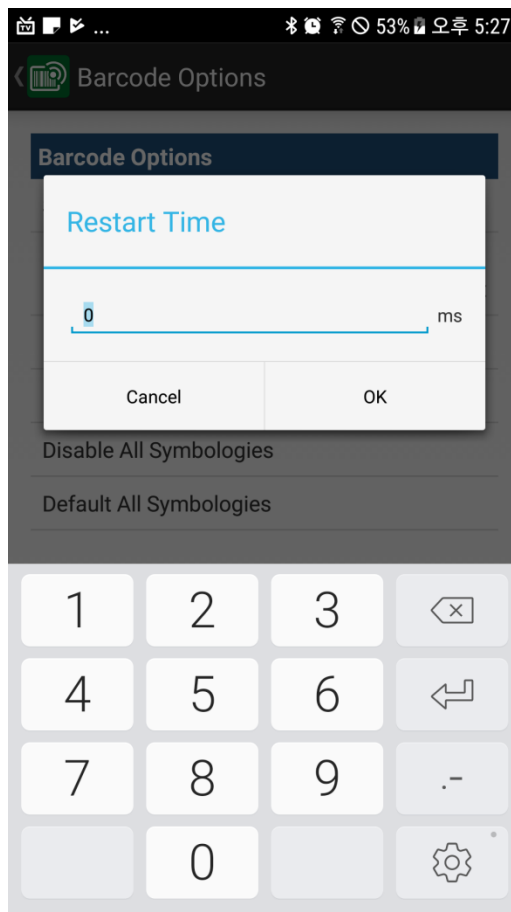 ... 53% 오후 5:27
Barcode Options
Barcode Options
Restart Time
0 ms
Cancel OK
Disable All Symbologies
Default All Symbologies
1 2 3
4 5 6
7 8 9 .-
0